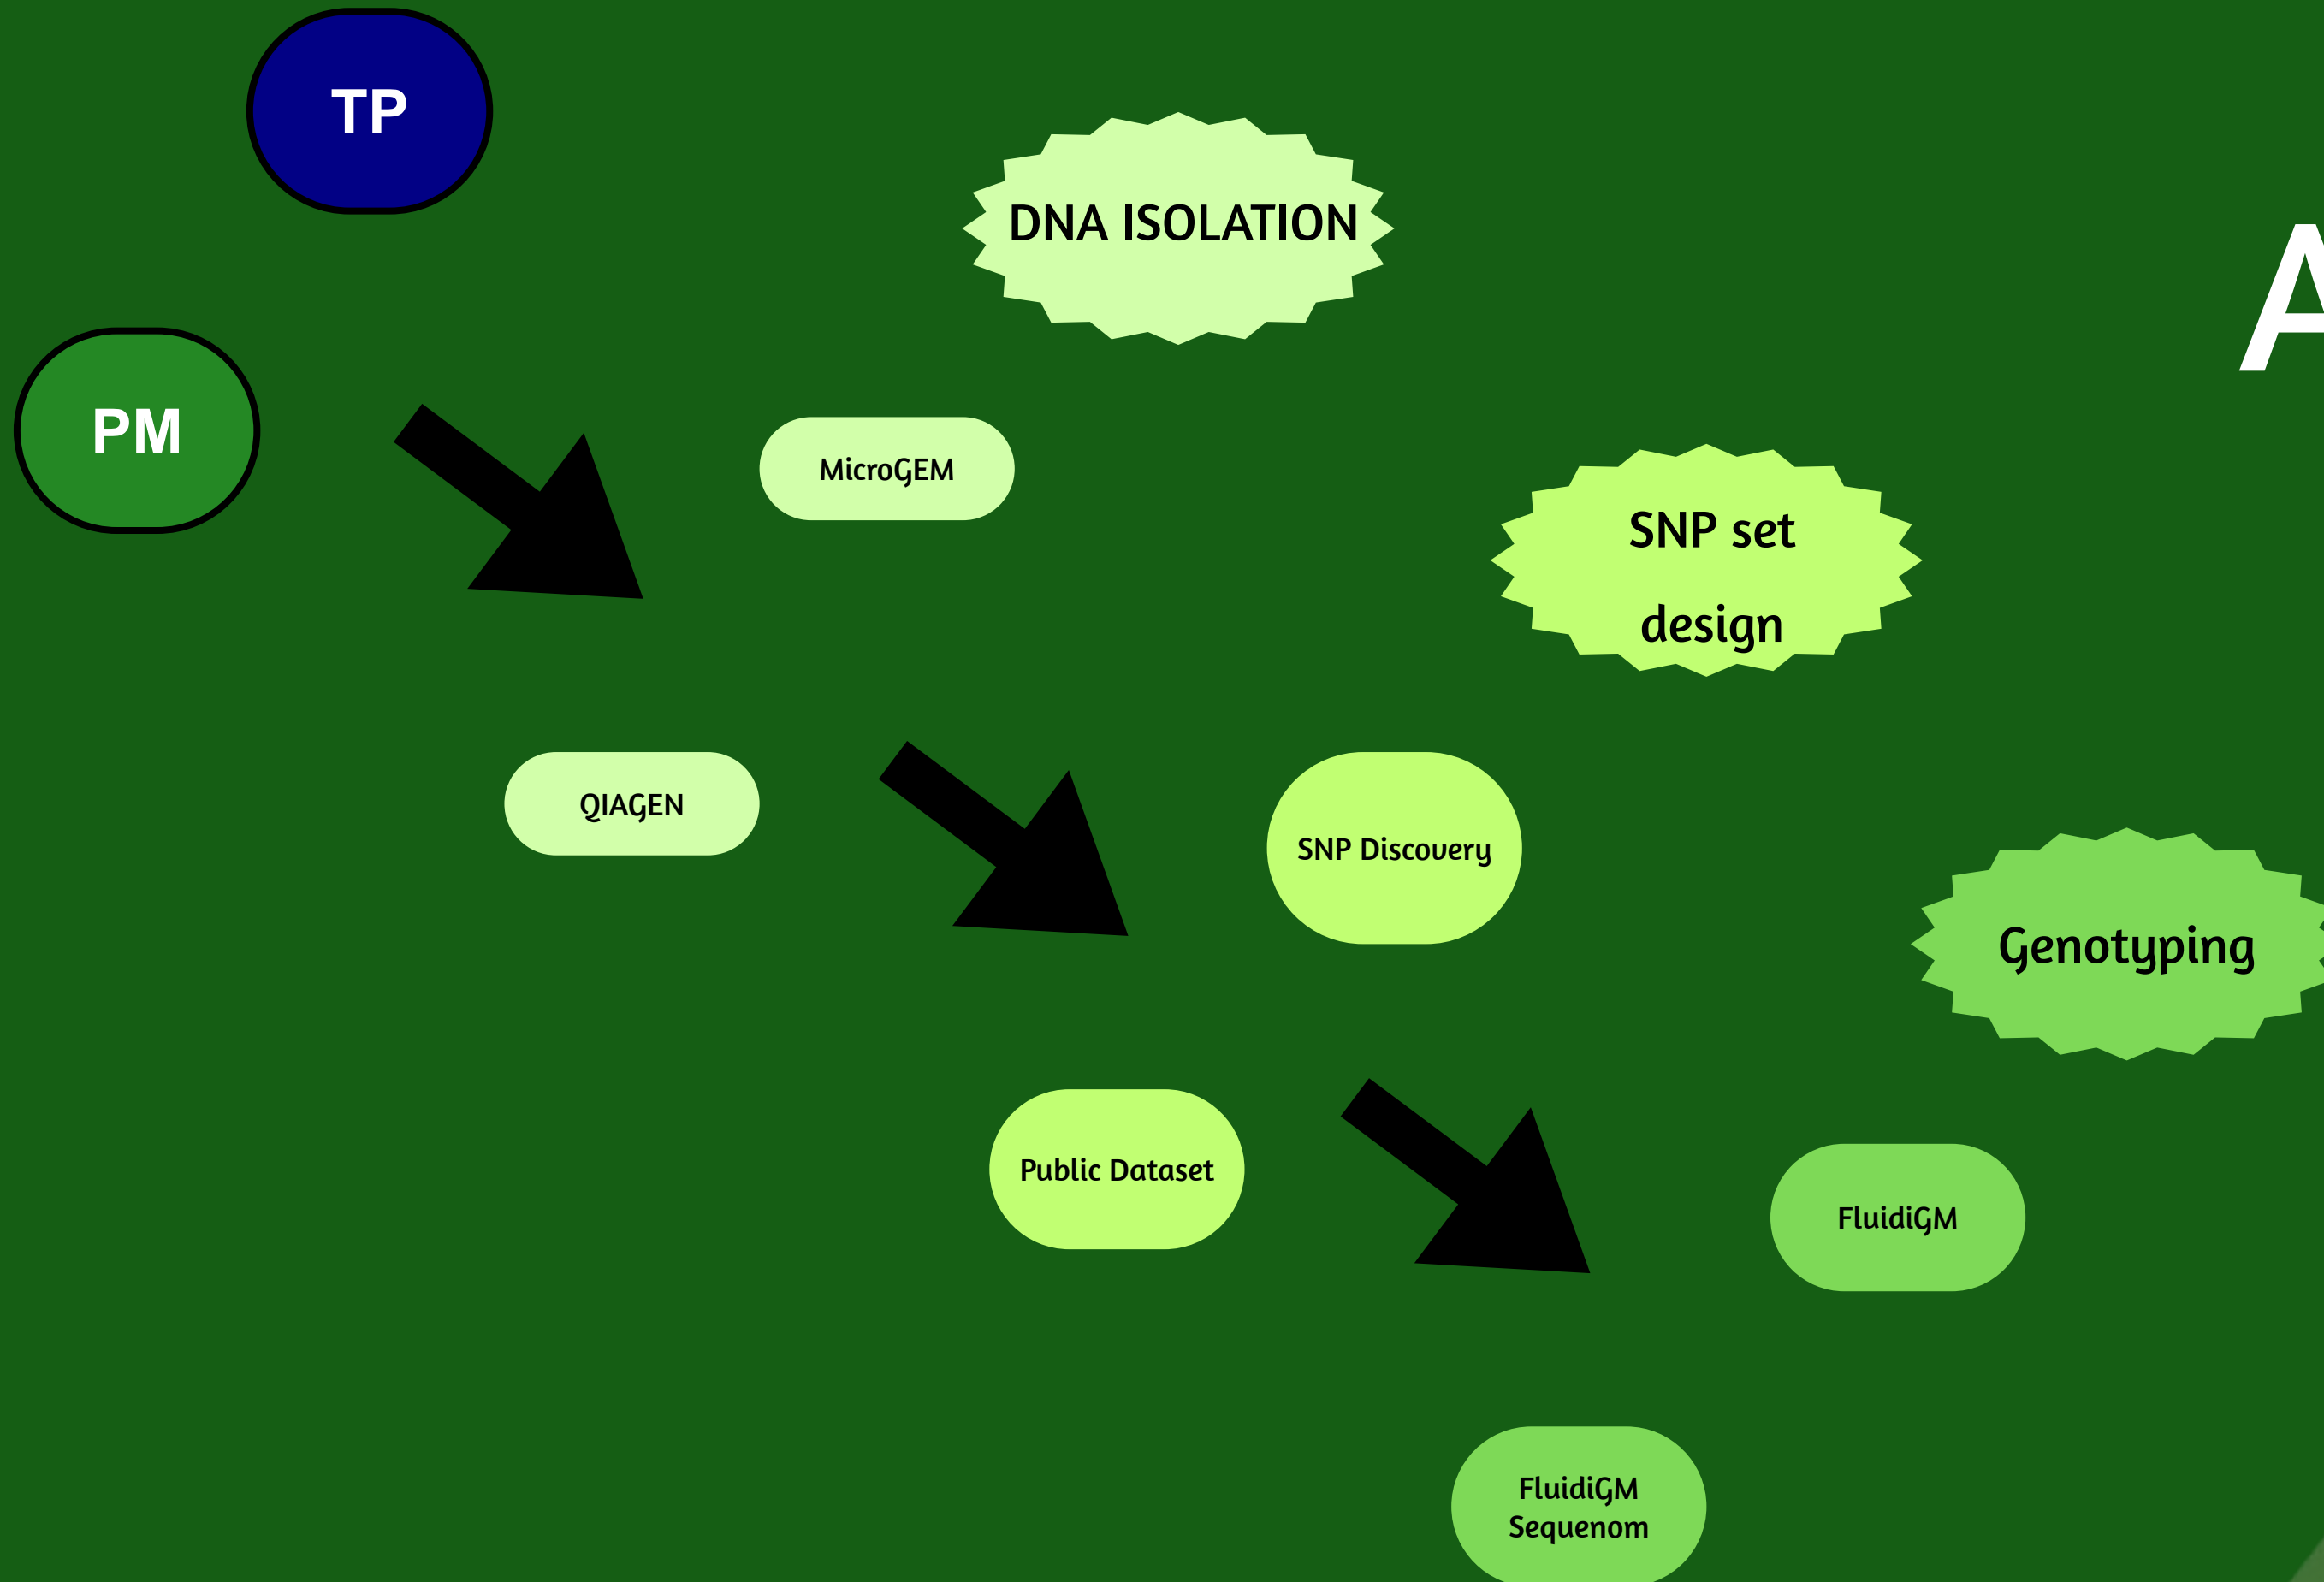 TP
DNA ISOLATION
A
PM
MicroGEM
SNP set
design
QIAGEN
SNP Discovery
Genotyping
Public Dataset
FluidiGM
FluidiGM
Sequenom